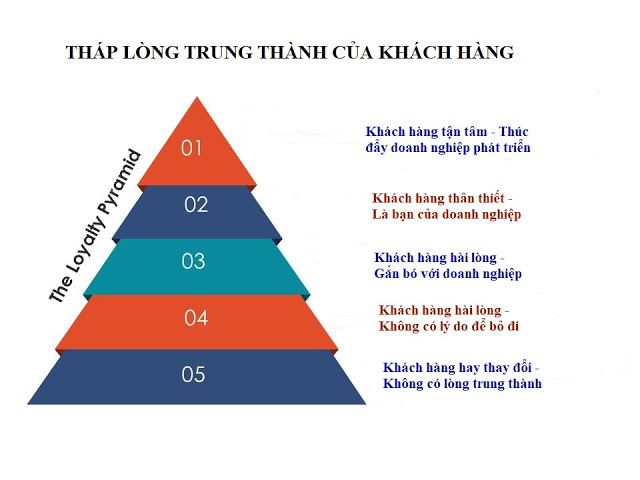 THÁP LÒNG TRUNG THÀNH CỦA KHÁCH HÀNG
The Loyalty Pyramid
01
Khách hàng tận tâm - Thúc
đẩy doanh nghiệp phát triển
02
Khách hàng thân thiết -
Là bạn của doanh nghiệp
03
Khách hàng hài lòng -
Gắn bó với doanh nghiệp
04
Khách hàng hài lòng -
Không có lý do để bỏ đi
05
Khách hàng hay thay đổi -
Không có lòng trung thành